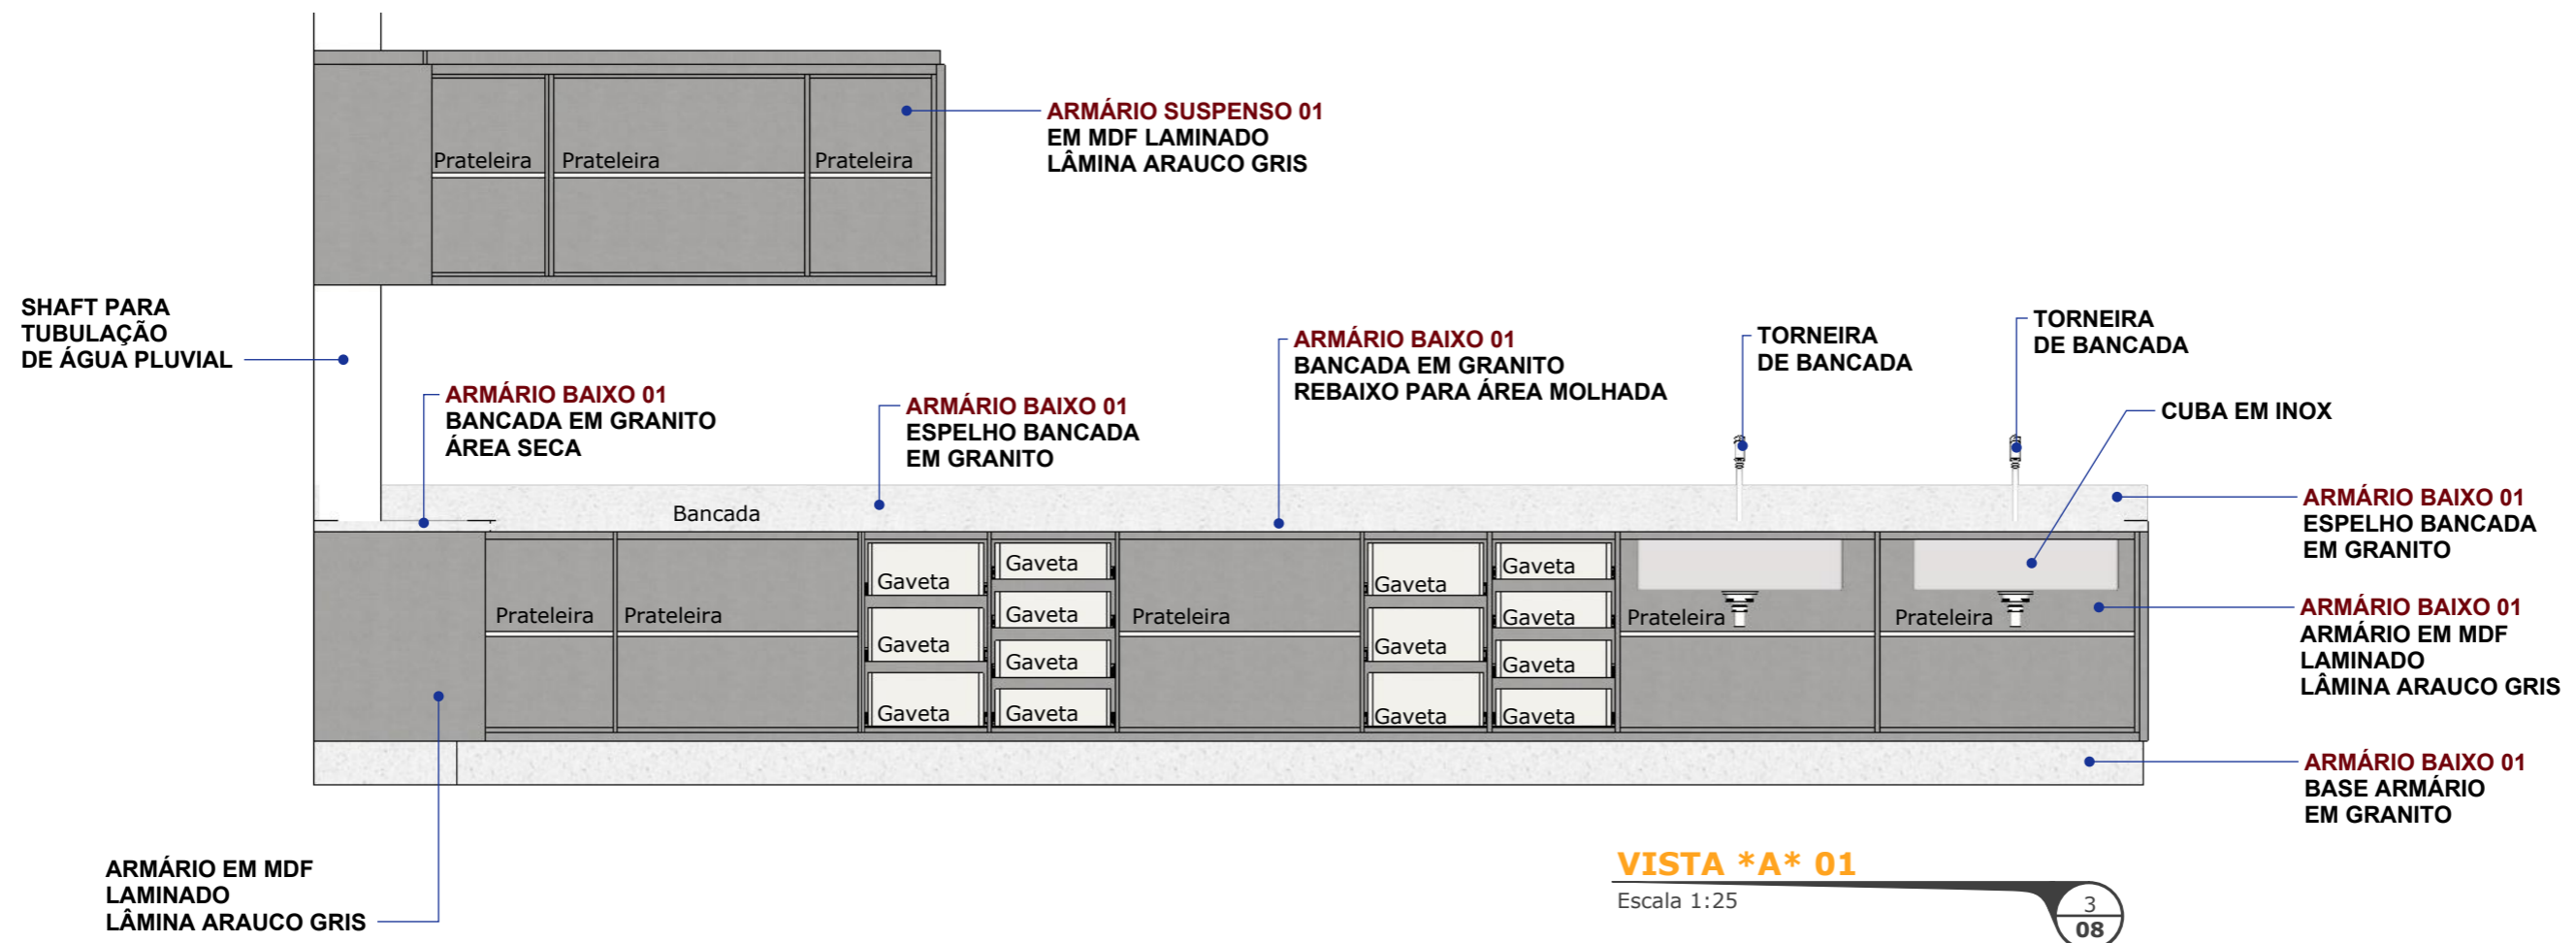 ARMÁRIO SUSPENSO 01
EM MDF LAMINADO
LÂMINA ARAUCO GRIS
Prateleira
Prateleira
Prateleira
SHAFT PARA
TUBULAÇÃO
DE ÁGUA PLUVIAL
ARMÁRIO BAIXO 01
BANCADA EM GRANITO
ÁREA SECA
ARMÁRIO BAIXO 01
ESPELHO BANCADA
EM GRANITO
ARMÁRIO BAIXO 01
BANCADA EM GRANITO
REBAIXO PARA ÁREA MOLHADA
TORNEIRA
DE BANCADA
TORNEIRA
DE BANCADA
CUBA EM INOX
ARMÁRIO BAIXO 01
ESPELHO BANCADA
EM GRANITO
Bancada
Prateleira
Prateleira
Gaveta
Gaveta
Gaveta
Gaveta
Gaveta
Gaveta
Gaveta
Prateleira
Gaveta
Gaveta
Gaveta
Gaveta
Gaveta
Gaveta
Gaveta
Prateleira
Prateleira
ARMÁRIO BAIXO 01
ARMÁRIO EM MDF
LAMINADO
LÂMINA ARAUCO GRIS
ARMÁRIO BAIXO 01
BASE ARMÁRIO
EM GRANITO
ARMÁRIO EM MDF
LAMINADO
LÂMINA ARAUCO GRIS
VISTA *A* 01
Escala 1:25
3
08